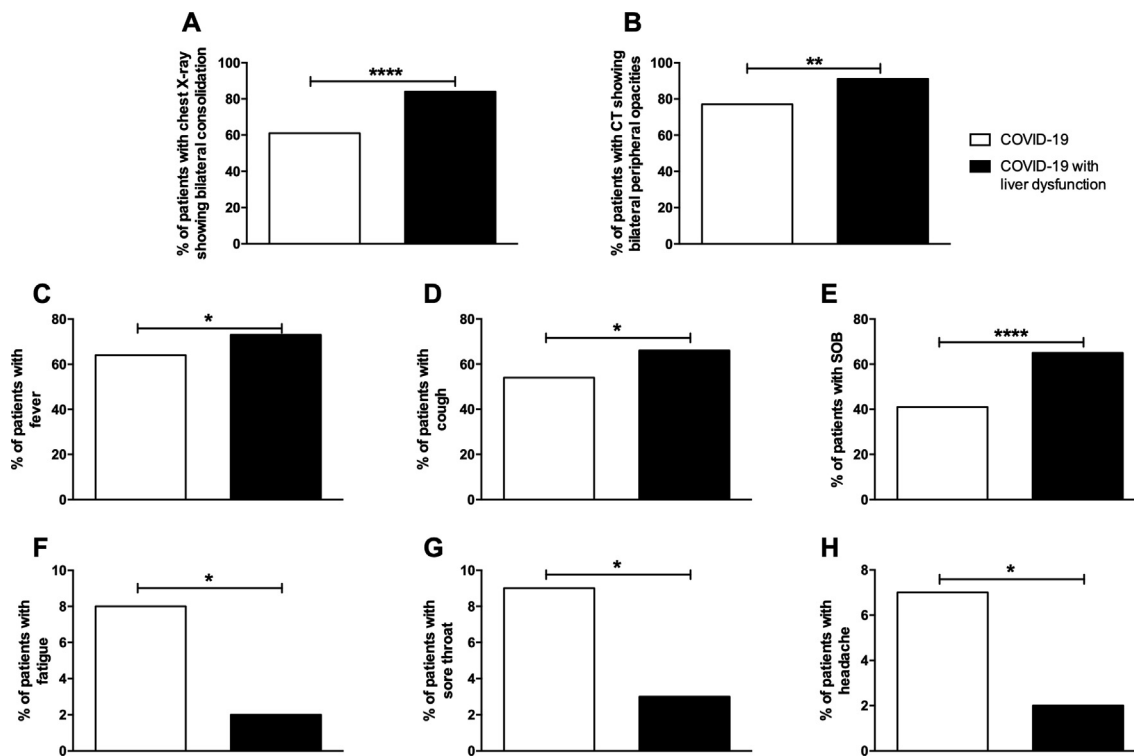 A
% of patients with chest X-ray
showing bilateral consolidation
100
80
60
40
20
0
****
B
% of patients with CT showing
bilateral peripheral opacities
100
80
60
40
20
0
**
COVID-19
COVID-19 with
liver dysfunction
C
% of patients with
fever
80
60
40
20
0
*
D
% of patients with
cough
80
60
40
20
0
*
E
% of patients with SOB
80
60
40
20
0
****
F
% of patients with
fatigue
10
8
6
4
2
0
*
G
% of patients with
sore throat
10
8
6
4
2
0
*
H
% of patients with
headache
8
6
4
2
0
*